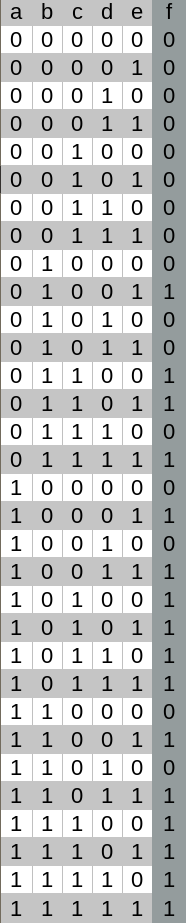 a b c d e f
0 0 0 0 0 0
0 0 0 0 1 0
0 0 0 1 0 0
0 0 0 1 1 0
0 0 1 0 0 0
0 0 1 0 1 0
0 0 1 1 0 0
0 0 1 1 1 0
0 1 0 0 0 0
0 1 0 0 1 1
0 1 0 1 0 0
0 1 0 1 1 0
0 1 1 0 0 1
0 1 1 0 1 1
0 1 1 1 0 0
0 1 1 1 1 1
1 0 0 0 0 0
1 0 0 0 1 1
1 0 0 1 0 0
1 0 0 1 1 1
1 0 1 0 0 1
1 0 1 0 1 1
1 0 1 1 0 1
1 0 1 1 1 1
1 1 0 0 0 0
1 1 0 0 1 1
1 1 0 1 0 0
1 1 0 1 1 1
1 1 1 0 0 1
1 1 1 0 1 1
1 1 1 1 0 1
1 1 1 1 1 1